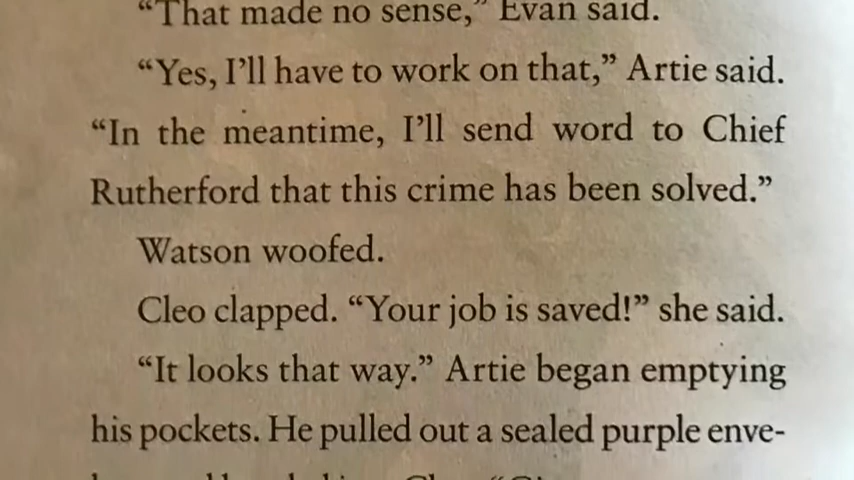 “That made no sense,” Evan said.
“Yes, I’ll have to work on that,” Artie said.
“In the meantime, I’ll send word to Chief
Rutherford that this crime has been solved.”
Watson woofed.
Cleo clapped. “Your job is saved!” she said.
“It looks that way.” Artie began emptying
his pockets. He pulled out a sealed purple enve-